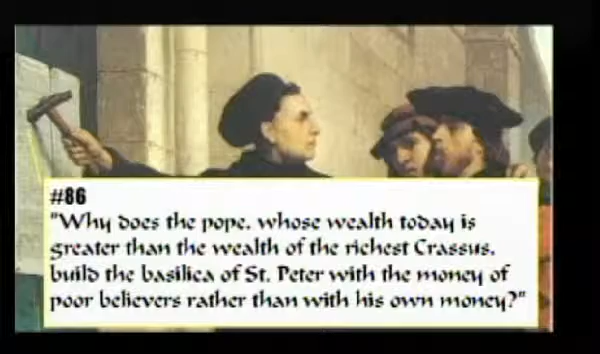 #86
"Why does the pope, whose wealth today is
greater than the wealth of the richest Crassus,
build the basilica of St. Peter with the money of
poor believers rather than with his own money?"